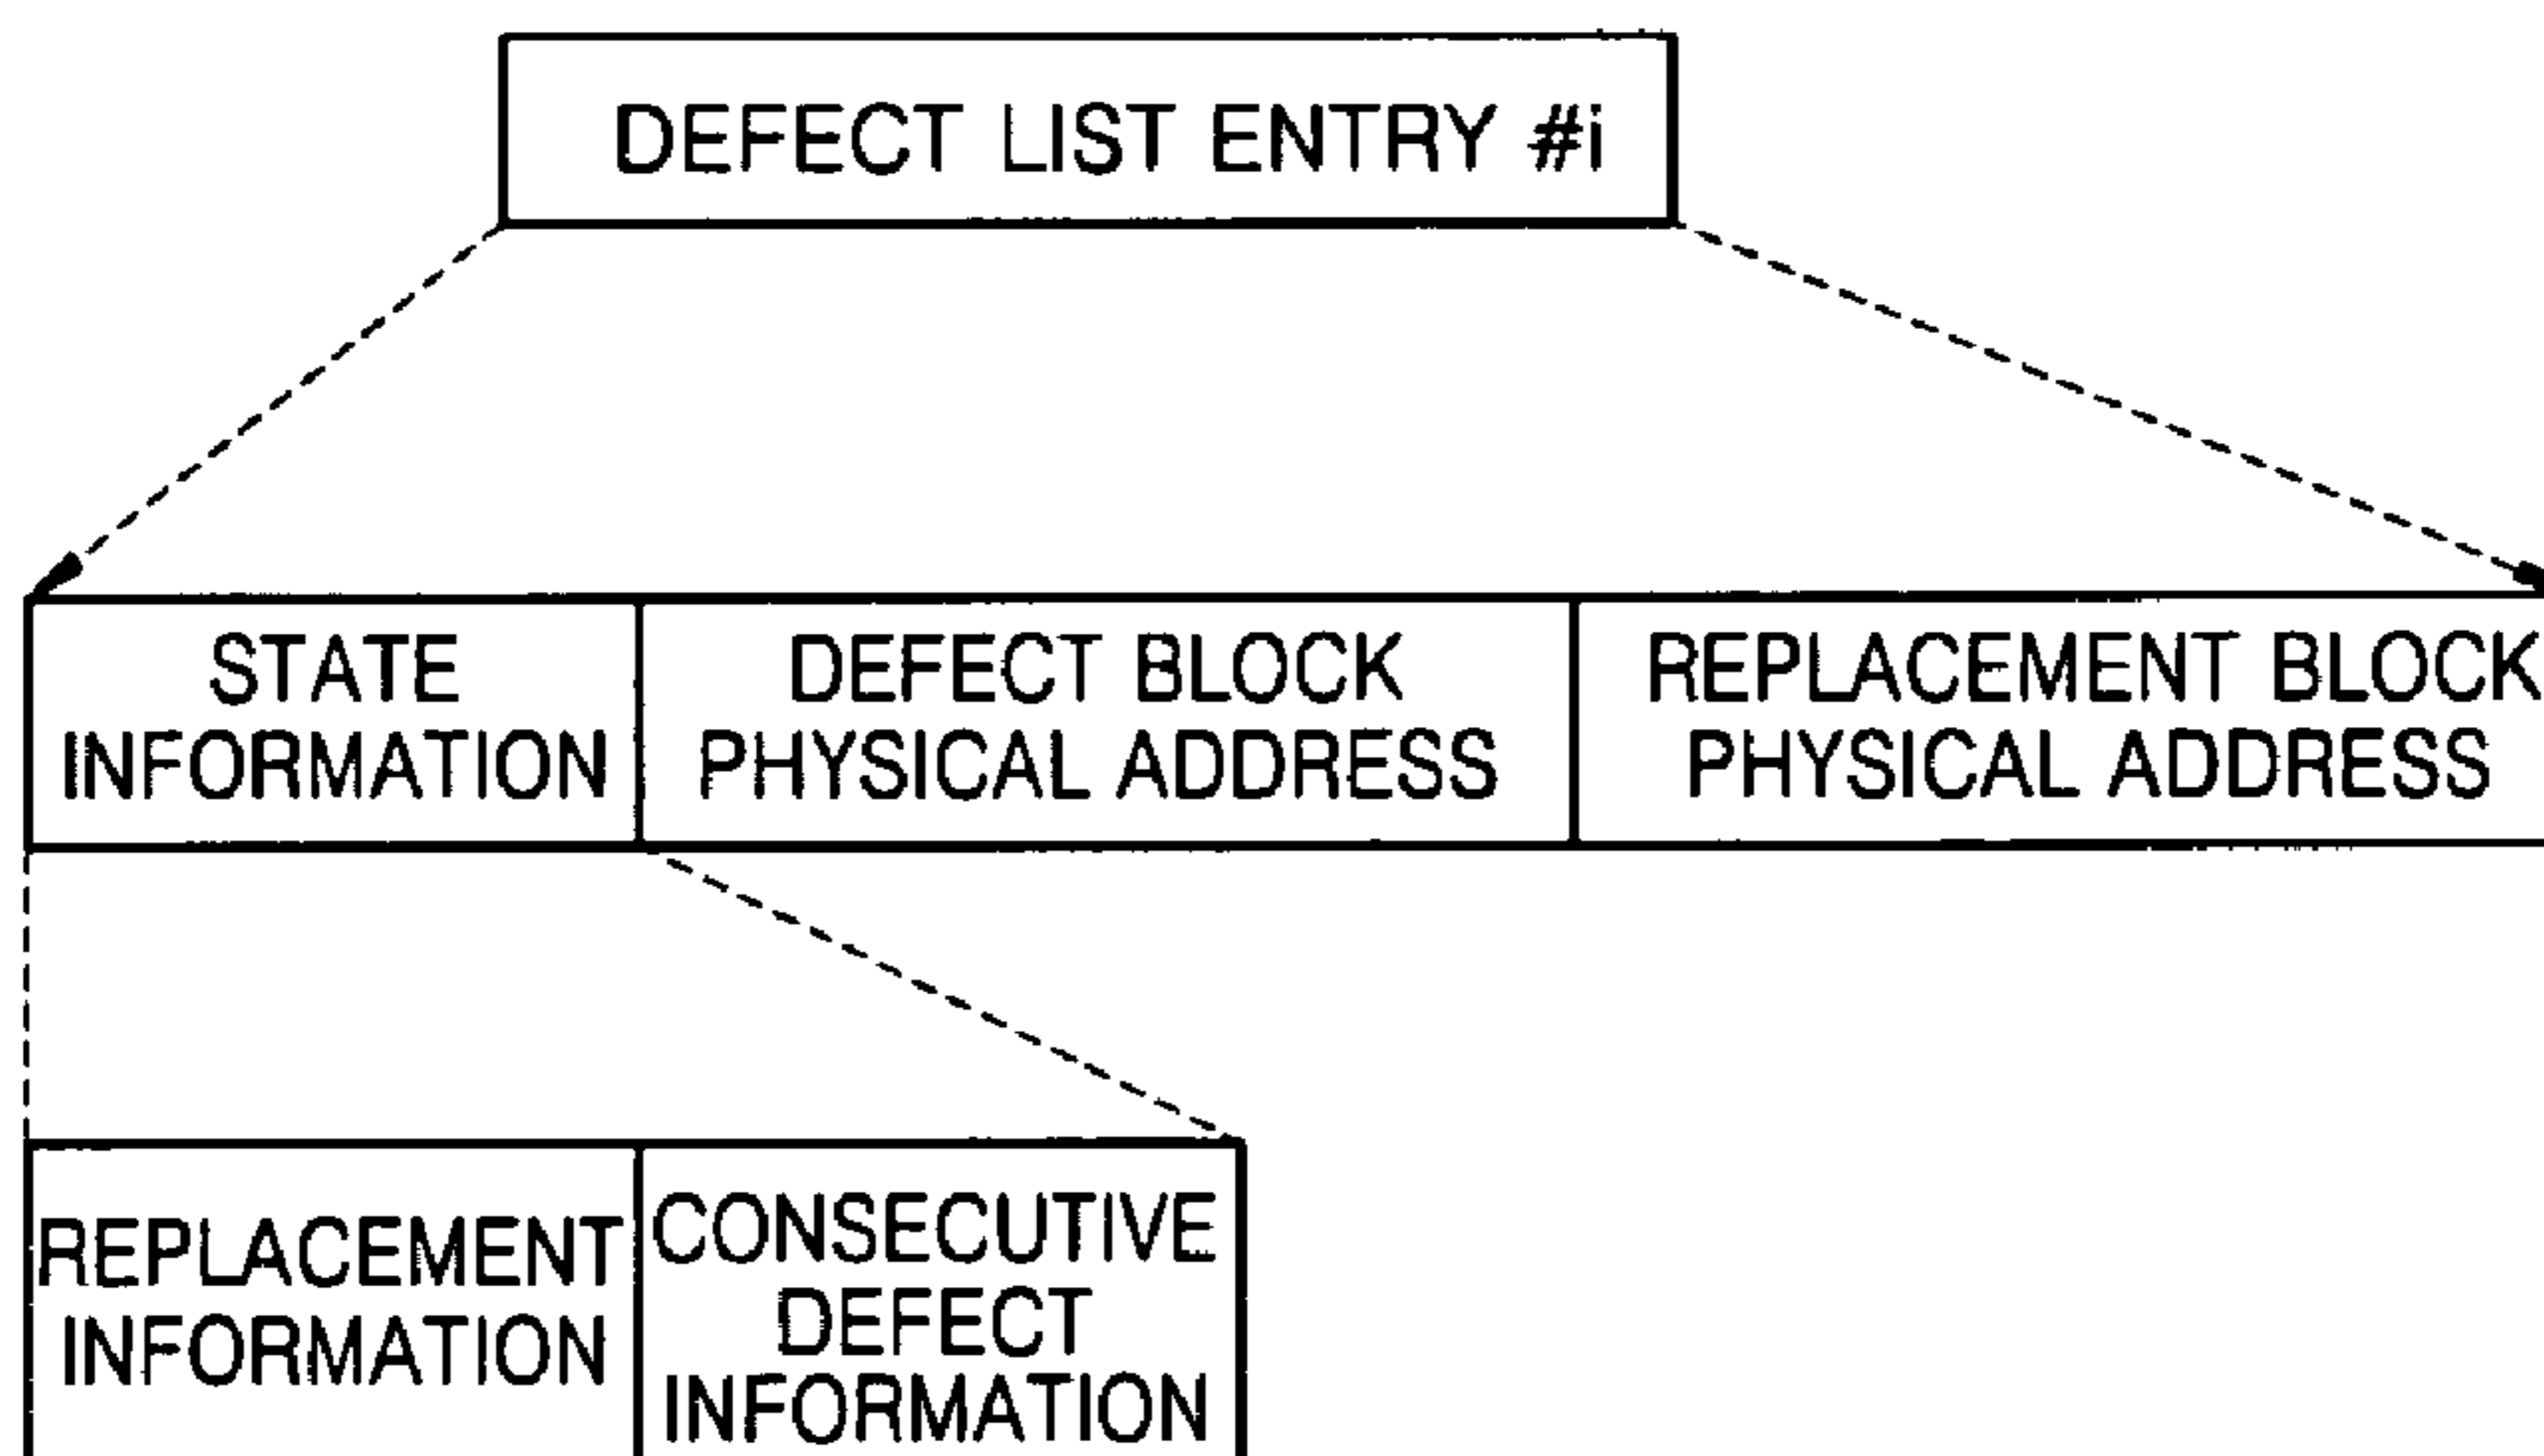 DEFECT LIST ENTRY #i
STATE
INFORMATION
DEFECT BLOCK
PHYSICAL ADDRESS
REPLACEMENT BLOCK
PHYSICAL ADDRESS
REPLACEMENT
INFORMATION
CONSECUTIVE
DEFECT
INFORMATION